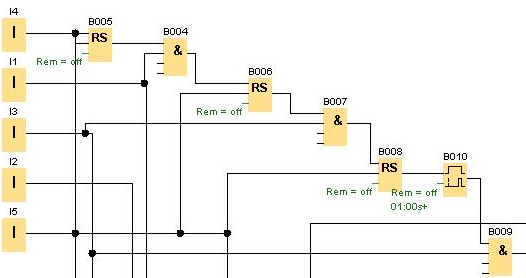 I4
I
B005
RS
Rem = off
B004
&
I1
I
B006
RS
Rem = off
I3
I
B007
&
I2
I
B008
RS
Rem = off
B010
Rem = off
01:00s+
I5
I
B009
&